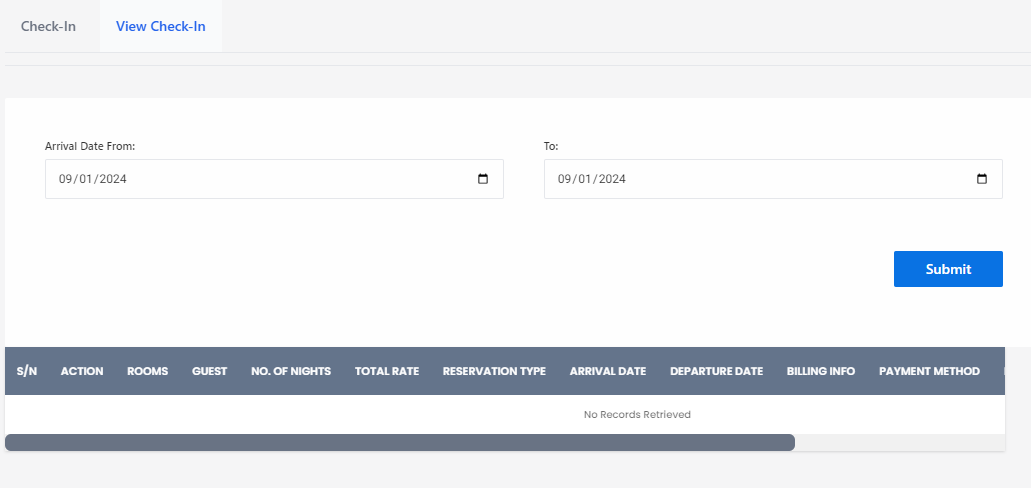 Check-In View Check-In
Arrival Date From: To:
09/01/2024 09/01/2024
Submit
S/N ACTION ROOMS GUEST NO. OF NIGHTS TOTAL RATE RESERVATION TYPE ARRIVAL DATE DEPARTURE DATE BILLING INFO PAYMENT METHOD
No Records Retrieved